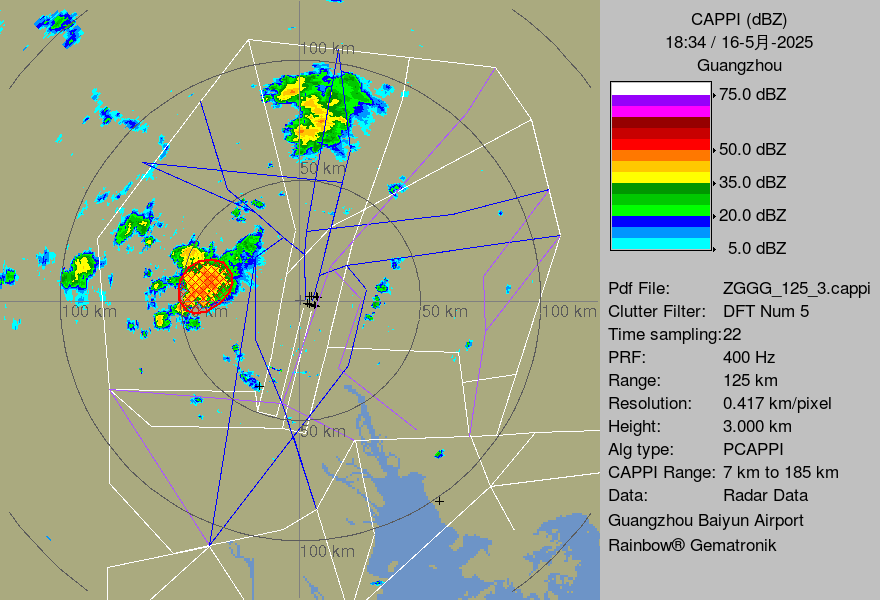 CAPPI (dBZ)
18:34 / 16-5月-2025
Guangzhou
75.0 dBZ
50.0 dBZ
35.0 dBZ
20.0 dBZ
5.0 dBZ
Pdf File: ZGGG_125_3.cappi
Clutter Filter: DFT Num 5
Time sampling:22
PRF: 400 Hz
Range: 125 km
Resolution: 0.417 km/pixel
Height: 3.000 km
Alg type: PCAPPI
CAPPI Range: 7 km to 185 km
Data: Radar Data
Guangzhou Baiyun Airport
Rainbow® Gematronik
100 km
50 km
100 km
50 km
100 km
50 km
100 km